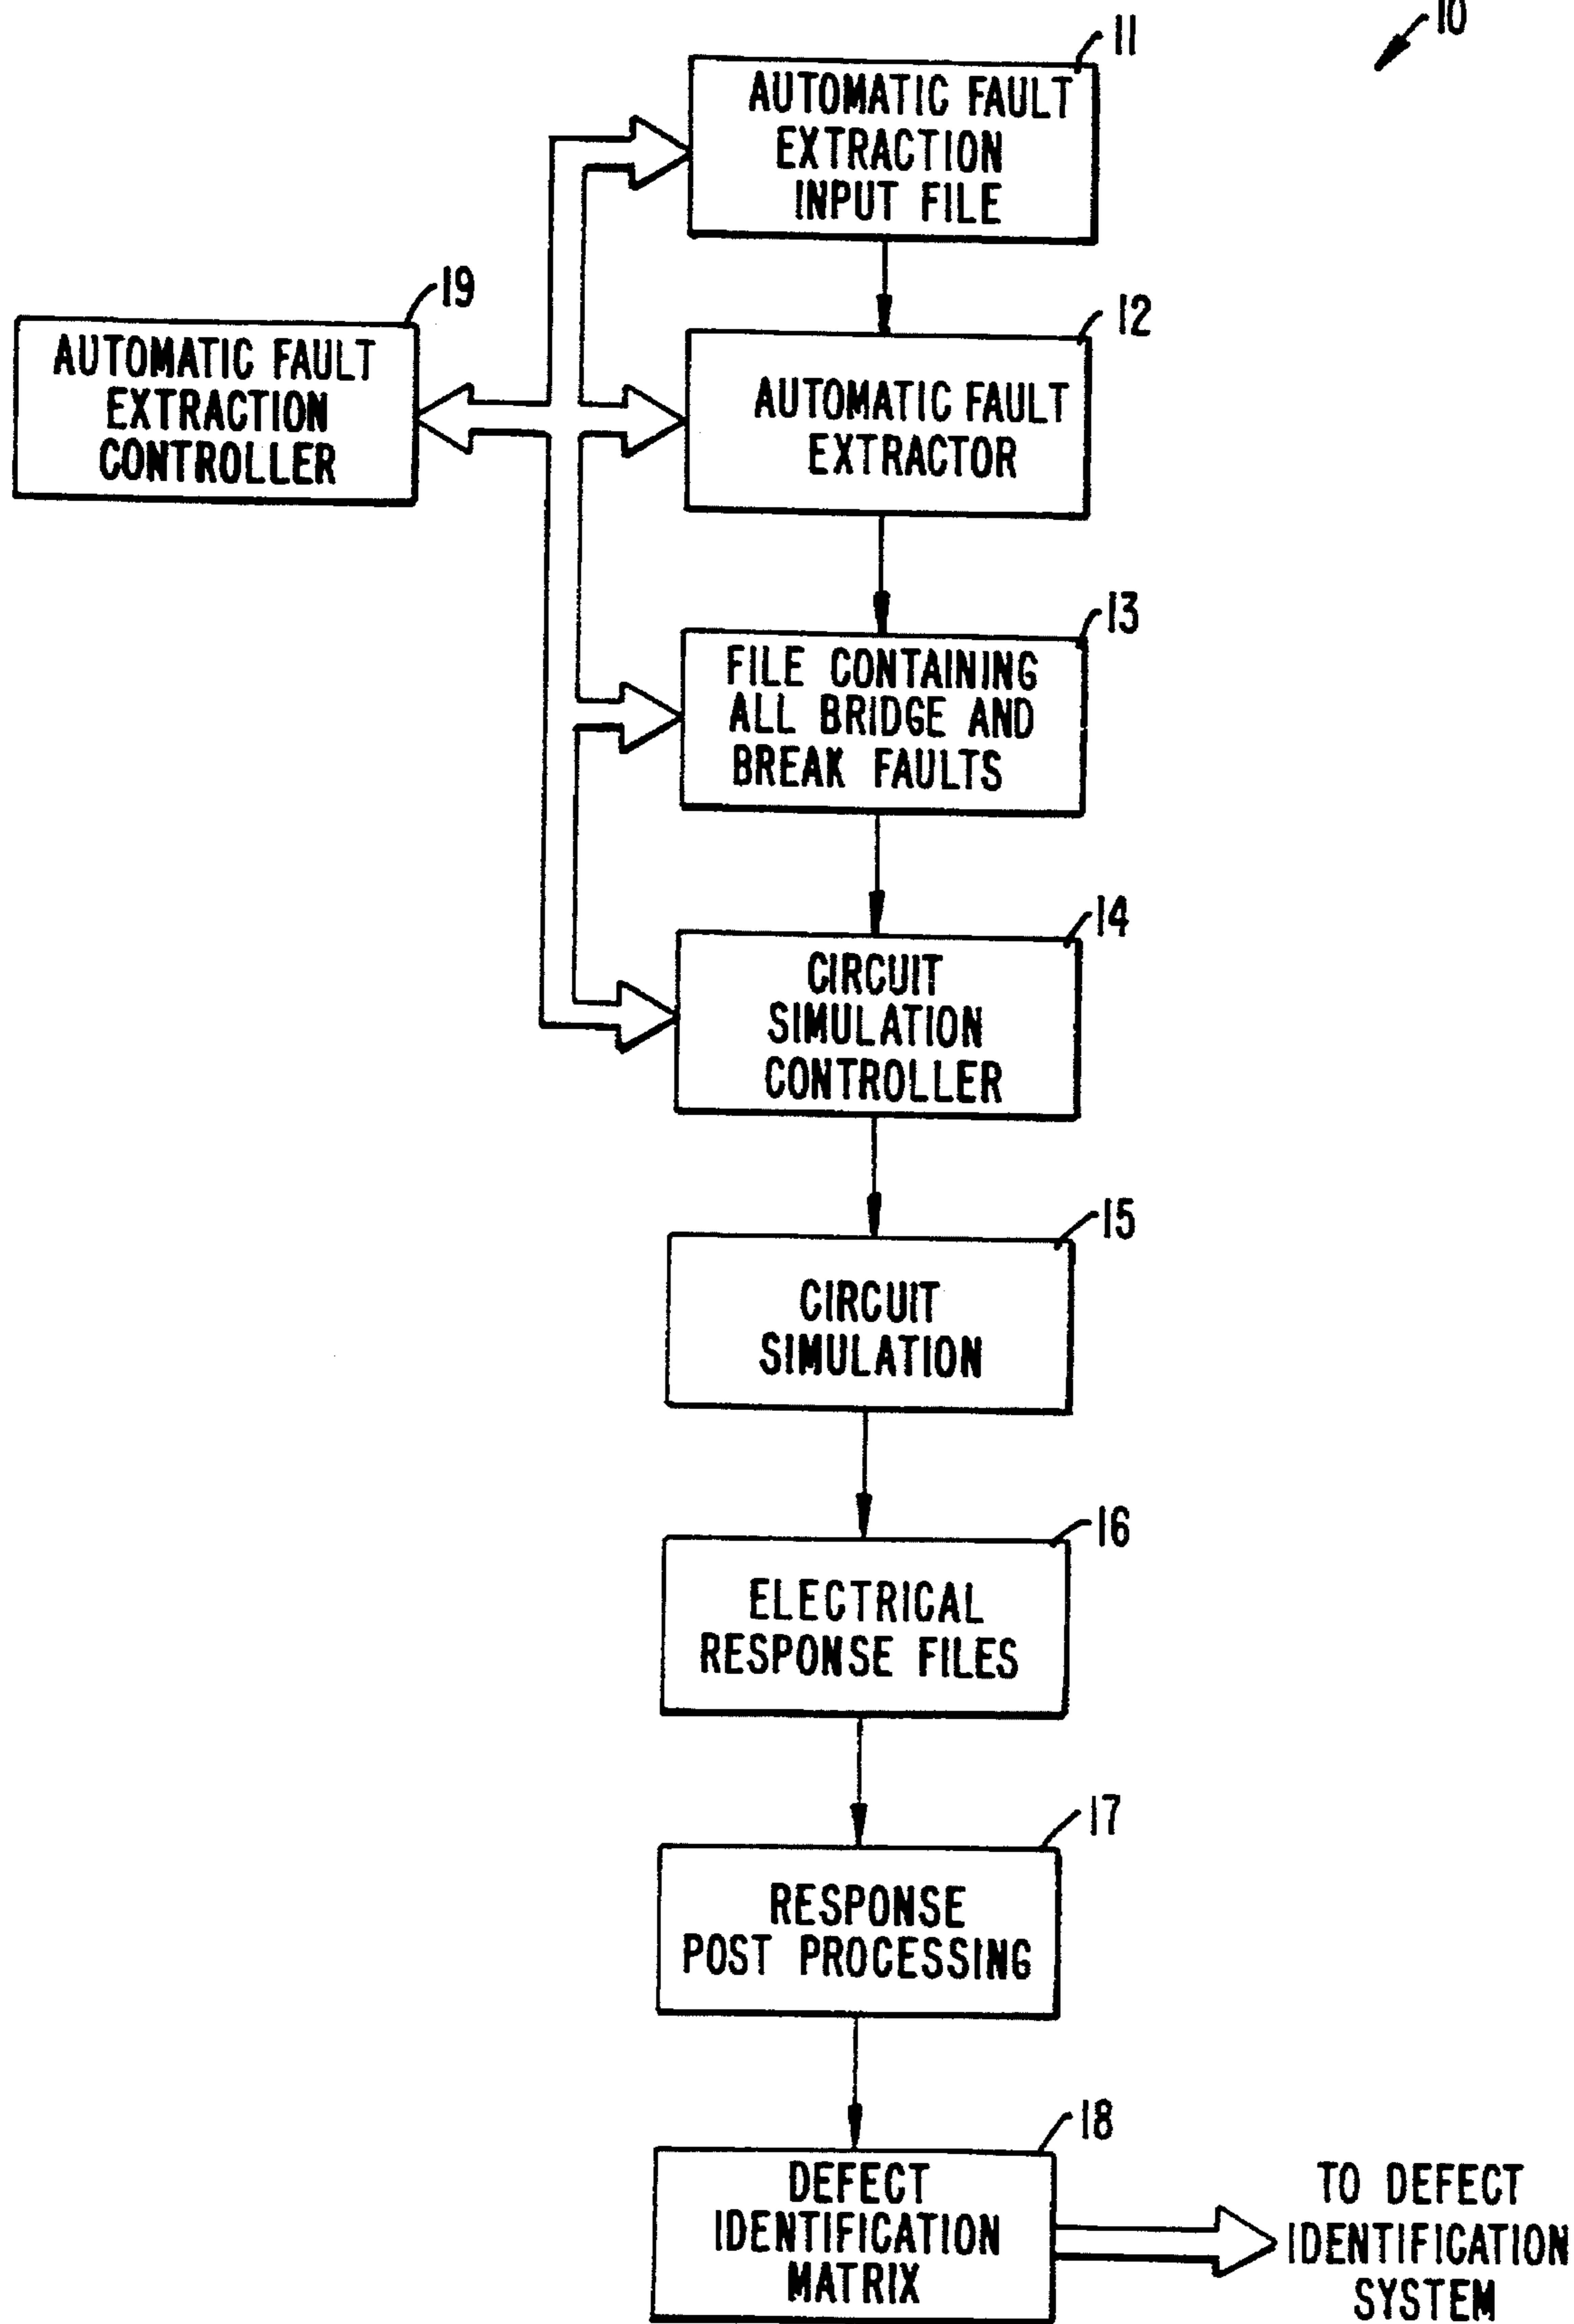 10
11
AUTOMATIC FAULT
EXTRACTION
INPUT FILE
19
AUTOMATIC FAULT
EXTRACTION
CONTROLLER
12
AUTOMATIC FAULT
EXTRACTOR
13
FILE CONTAINING
ALL BRIDGE AND
BREAK FAULTS
14
CIRCUIT
SIMULATION
CONTROLLER
15
CIRCUIT
SIMULATION
16
ELECTRICAL
RESPONSE FILES
17
RESPONSE
POST PROCESSING
18
DEFECT
IDENTIFICATION
MATRIX
TO DEFECT
IDENTIFICATION
SYSTEM